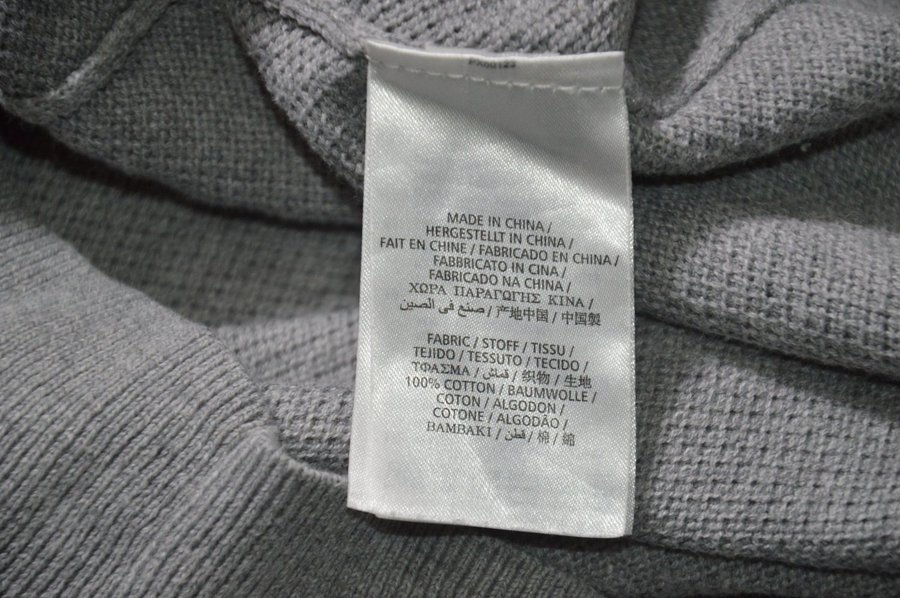 MADE IN CHINA /
HERGESTELLT IN CHINA /
FAIT EN CHINE / FABRICADO EN CHINA /
FABBRICATO IN CINA /
FABRICADO NA CHINA /
ΧΩΡΑ ΠΑΡΑΓΩΓΗΣ ΚΙΝΑ /
صنع في الصين / 产地中国 / 中国製
FABRIC / STOFF / TISSU /
TEJIDO / TESSUTO / TECIDO /
ΤΦΑΣΜΑ / قماش / 织物 / 生地
100% COTTON / BAUMWOLLE /
COTON / ALGODON /
COTONE / ALGODÃO /
ΒΑΜΒΑΚΙ / قطن / 棉 / 綿